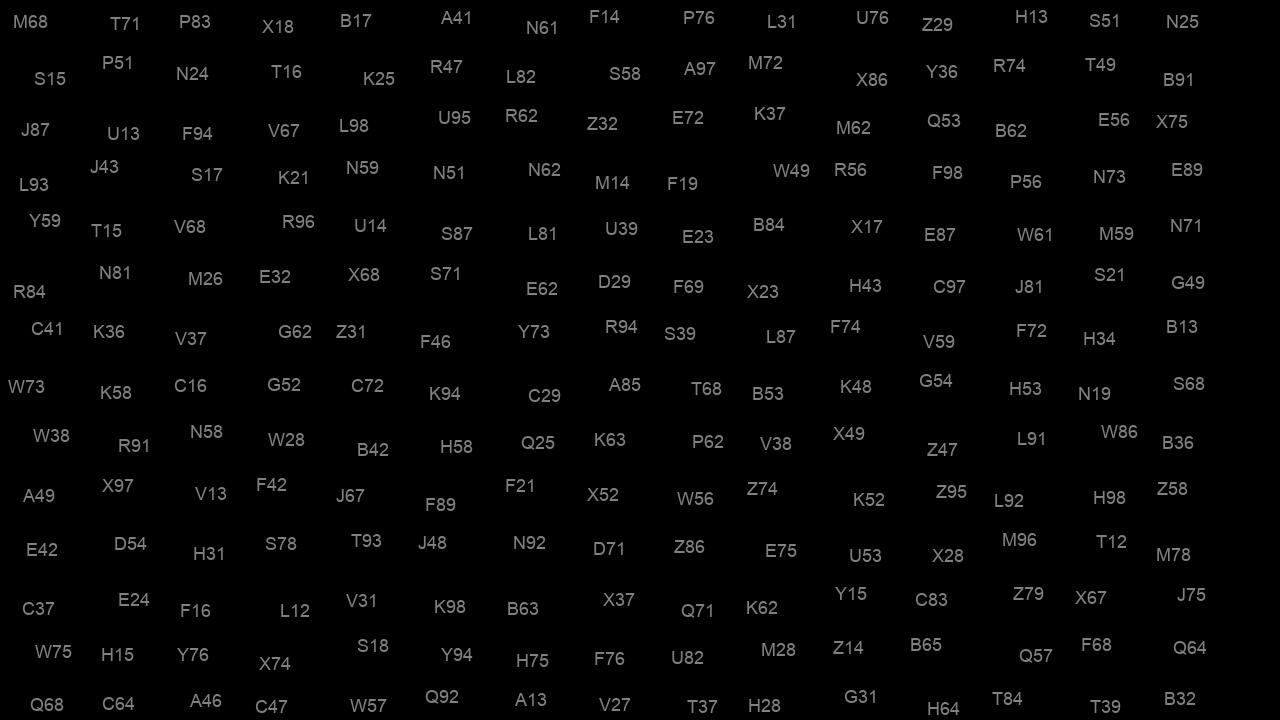 M68 T71 P83 X18 B17 A41 N61 F14 P76 L31 U76 Z29 H13 S51 N25
S15 P51 N24 T16 K25 R47 L82 S58 A97 M72 X86 Y36 R74 T49 B91
J87 U13 F94 V67 L98 U95 R62 Z32 E72 K37 M62 Q53 B62 E56 X75
L93 J43 S17 K21 N59 N51 N62 M14 F19 W49 R56 F98 P56 N73 E89
Y59 T15 V68 R96 U14 S87 L81 U39 E23 B84 X17 E87 W61 M59 N71
R84 N81 M26 E32 X68 S71 E62 D29 F69 X23 H43 C97 J81 S21 G49
C41 K36 V37 G62 Z31 F46 Y73 R94 S39 L87 F74 V59 F72 H34 B13
W73 K58 C16 G52 C72 K94 C29 A85 T68 B53 K48 G54 H53 N19 S68
W38 R91 N58 W28 B42 H58 Q25 K63 P62 V38 X49 Z47 L91 W86 B36
A49 X97 V13 F42 J67 F89 F21 X52 W56 Z74 K52 Z95 L92 H98 Z58
E42 D54 H31 S78 T93 J48 N92 D71 Z86 E75 U53 X28 M96 T12 M78
C37 E24 F16 L12 V31 K98 B63 X37 Q71 K62 Y15 C83 Z79 X67 J75
W75 H15 Y76 X74 S18 Y94 H75 F76 U82 M28 Z14 B65 Q57 F68 Q64
Q68 C64 A46 C47 W57 Q92 A13 V27 T37 H28 G31 H64 T84 T39 B32